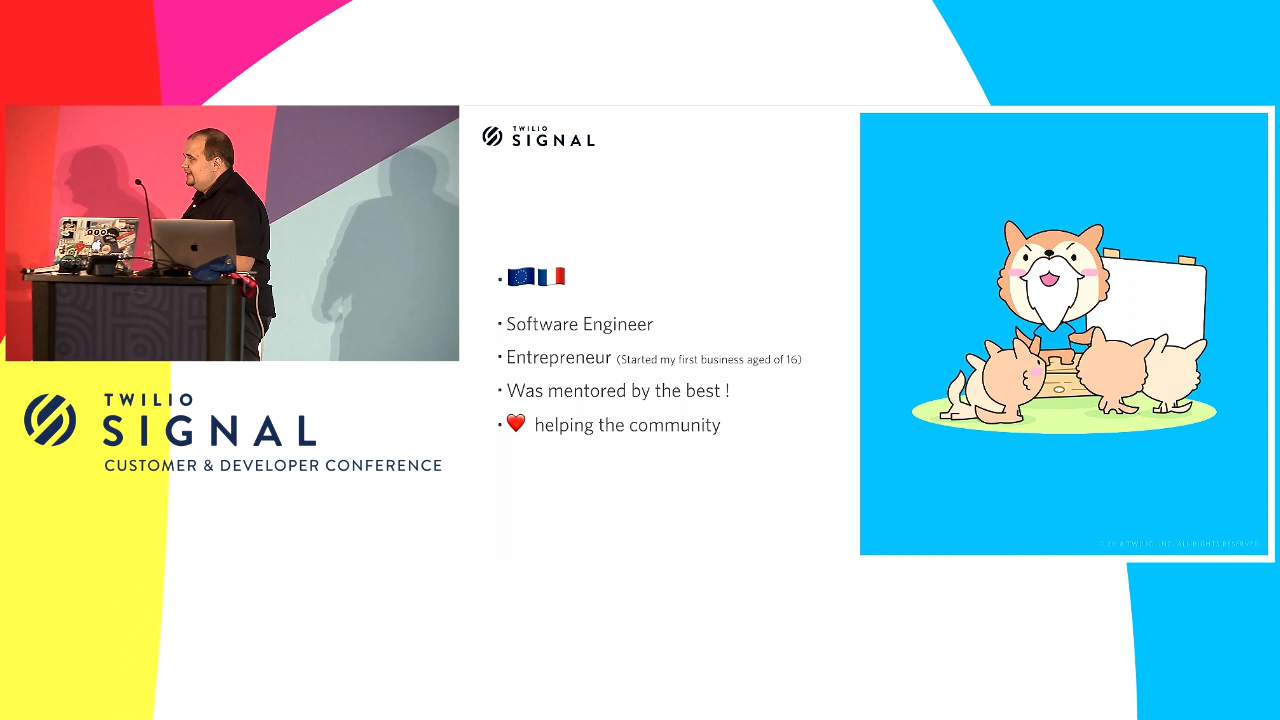 TWILIO
SIGNAL
CUSTOMER & DEVELOPER CONFERENCE
TWILIO
SIGNAL
• 🇪🇺🇫🇷
• Software Engineer
• Entrepreneur (Started my first business aged of 16)
• Was mentored by the best !
• ❤️ helping the community
© 2018 TWILIO, INC. ALL RIGHTS RESERVED.